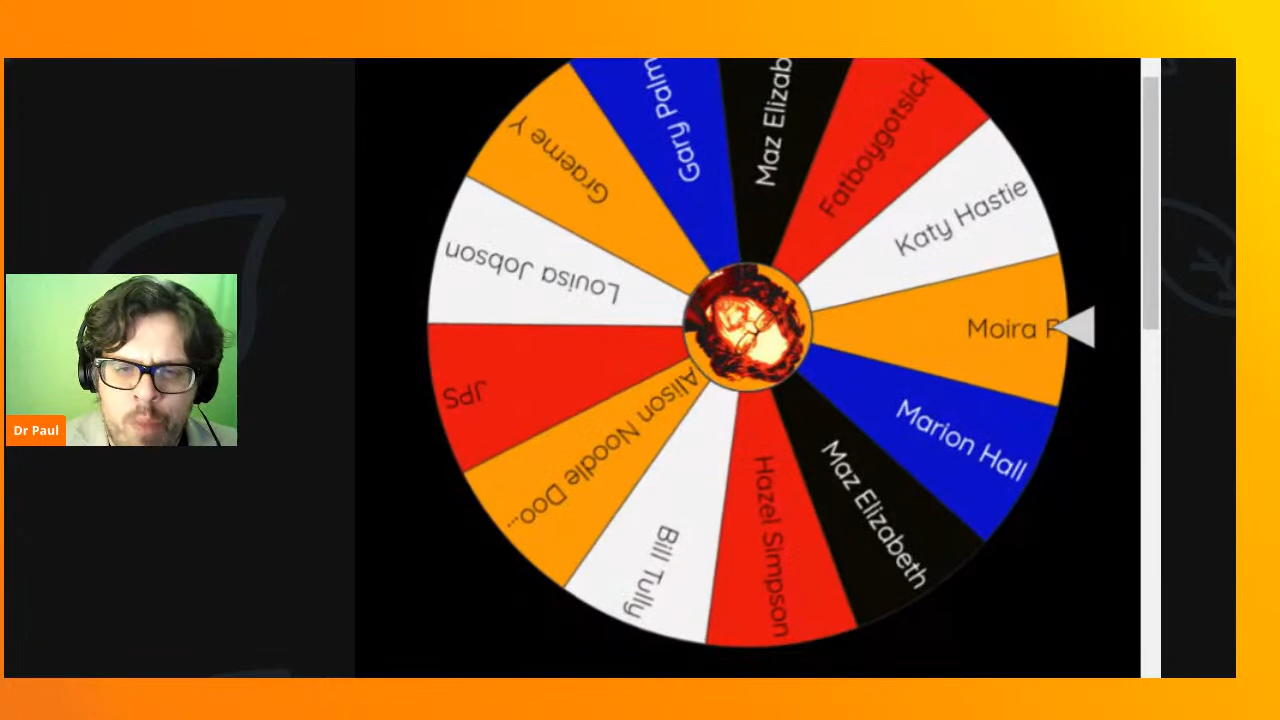 Gary Palm
Maz Elizab
Fatboygotsick
Katy Hastie
Moira
Marion Hall
Maz Elizabeth
Hazel Simpson
Bill Tully
Alison Noodle Doo...
JPS
Louisa Jobson
Graeme Y
Dr Paul